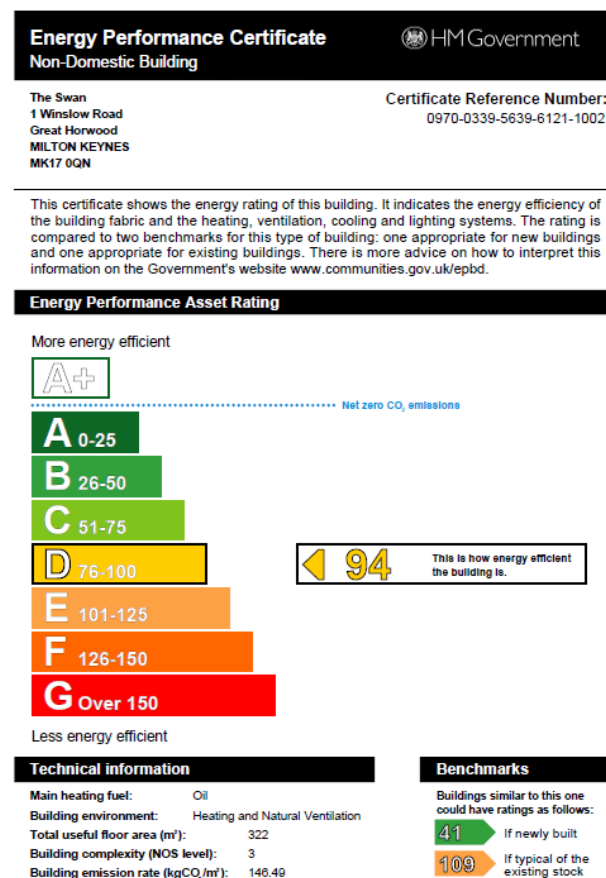 Energy Performance Certificate
HM Government
Non-Domestic Building
The Swan
1 Winslow Road
Great Horwood
MILTON KEYNES
MK17 0QN
Certificate Reference Number:
0970-0339-5639-6121-1002
This certificate shows the energy rating of this building. It indicates the energy efficiency of
the building fabric and the heating, ventilation, cooling and lighting systems. The rating is
compared to two benchmarks for this type of building: one appropriate for new buildings
and one appropriate for existing buildings. There is more advice on how to interpret this
information on the Government's website www.communities.gov.uk/epbd.
Energy Performance Asset Rating
More energy efficient
A+
Net zero CO₂ emissions
A 0-25
B 26-50
C 51-75
D 76-100
94
This is how energy efficient
the building is.
E 101-125
F 126-150
G Over 150
Less energy efficient
Technical information
Main heating fuel: Oil
Building environment: Heating and Natural Ventilation
Total useful floor area (m²): 322
Building complexity (NOS level): 3
Building emission rate (kgCO₂/m²): 146.49
Benchmarks
Buildings similar to this one
could have ratings as follows:
41 If newly built
109 If typical of the
existing stock